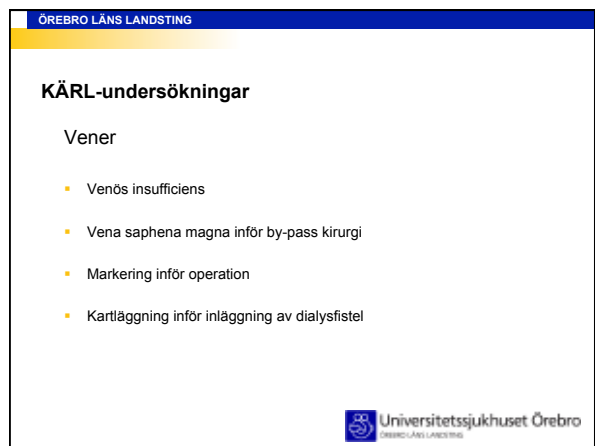 ÖREBRO LÄNS LANDSTING
KÄRL-undersökningar
Vener
Venös insufficiens
Vena saphena magna inför by-pass kirurgi
Markering inför operation
Kartläggning inför inläggning av dialysfistel
Universitetssjukhuset Örebro
ÖREBRO LÄNS LANDSTING